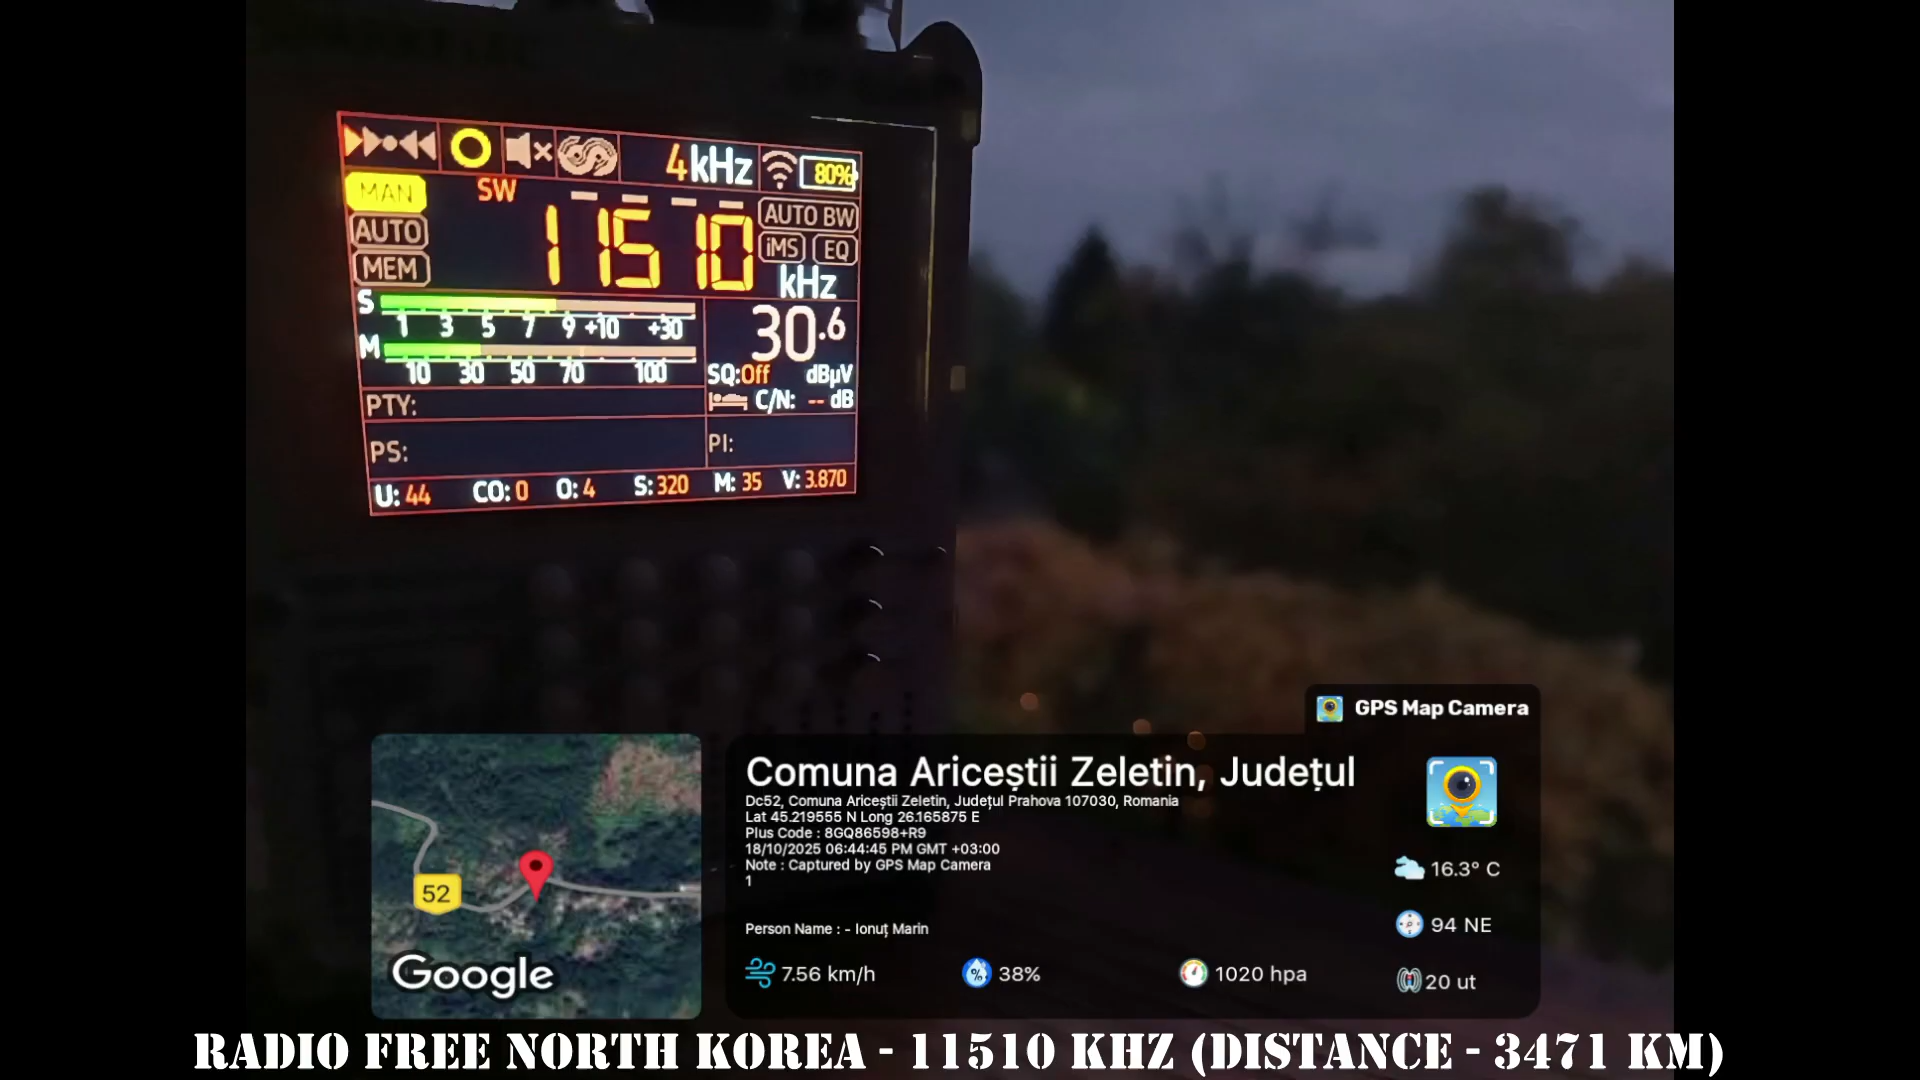 4kHz
80%
MAN
SW
AUTO BW
AUTO
11510
iMS EQ
MEM
kHz
S
1 3 5 7 9 +10 +30
30.6
M
10 30 50 70 100
SQ:Off dBµV
C/N: -- dB
PTY:
PS:
PI:
U: 44 CO: 0 O: 4 S: 320 M: 35 V: 3.870
GPS Map Camera
Comuna Ariceștii Zeletin, Județul
Dc52, Comuna Ariceștii Zeletin, Județul Prahova 107030, Romania
Lat 45.219555 N Long 26.165875 E
Plus Code : 8GQ86598+R9
18/10/2025 06:44:45 PM GMT +03:00
Note : Captured by GPS Map Camera
1
16.3° C
52
94 NE
Person Name : - Ionuț Marin
Google
7.56 km/h
38%
1020 hpa
20 ut
RADIO FREE NORTH KOREA - 11510 KHZ (DISTANCE - 3471 KM)